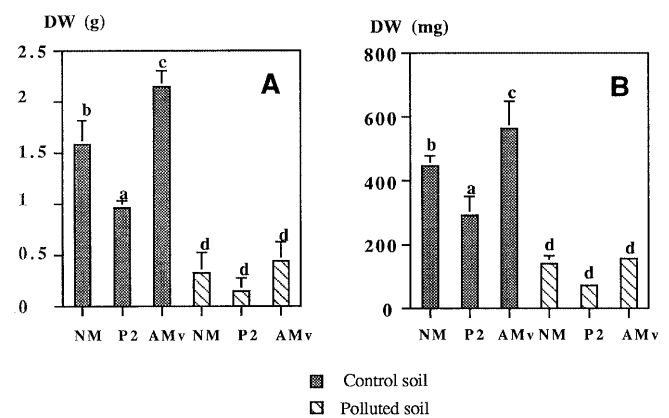 DW (g)
2.5
2
1.5
1
0.5
0
b
a
c
d
d
d
A
NM P2 AMv NM P2 AMv
DW (mg)
800
600
400
200
0
b
a
c
d
d
d
B
NM P2 AMv NM P2 AMv
Control soil
Polluted soil